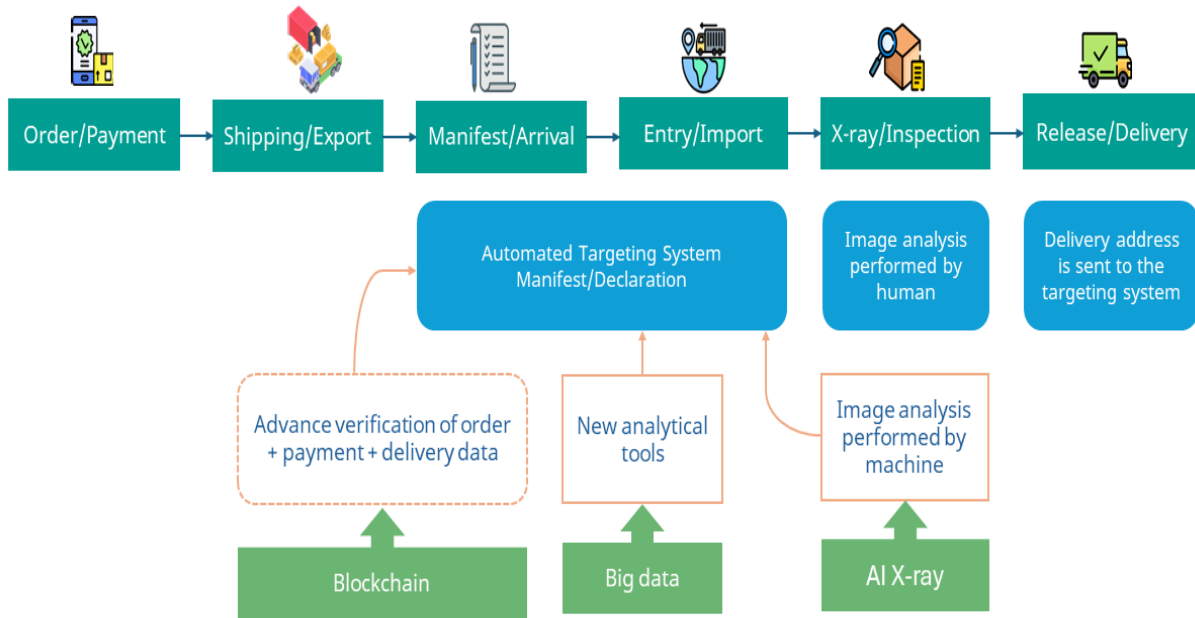 Order/Payment
Shipping/Export
Manifest/Arrival
Entry/Import
X-ray/Inspection
Release/Delivery
Automated Targeting System
Manifest/Declaration
Image analysis
performed by
human
Delivery address
is sent to the
targeting system
Advance verification of order
+ payment + delivery data
New analytical
tools
Image analysis
performed by
machine
Blockchain
Big data
AI X-ray